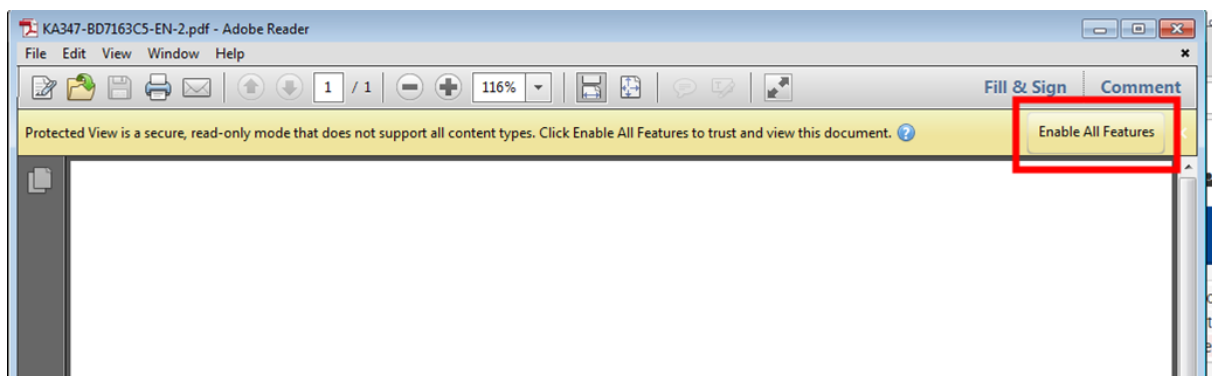 KA347-BD7163C5-EN-2.pdf - Adobe Reader
File Edit View Window Help
1 / 1 116% Fill & Sign Comment
Protected View is a secure, read-only mode that does not support all content types. Click Enable All Features to trust and view this document. Enable All Features